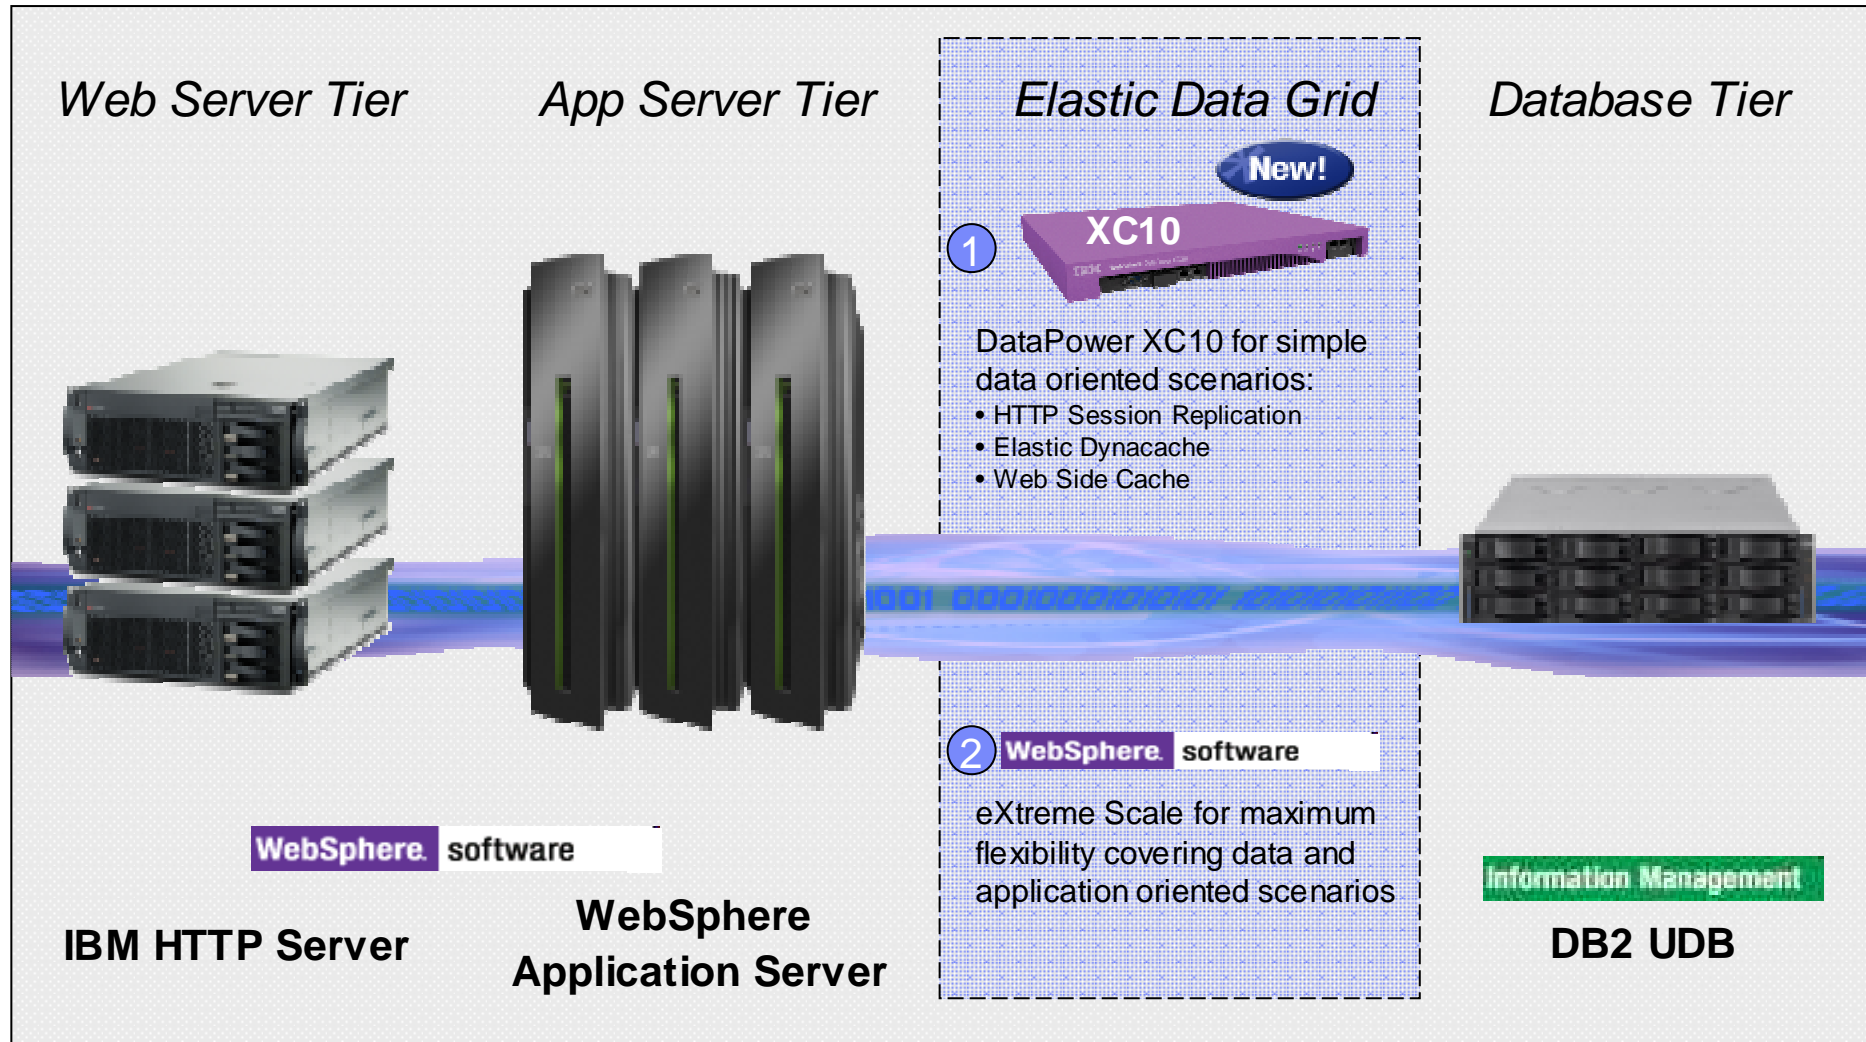 Web Server Tier
App Server Tier
Elastic Data Grid
Database Tier
New!
XC10
1
DataPower XC10 for simple
data oriented scenarios:
• HTTP Session Replication
• Elastic Dynacache
• Web Side Cache
2
WebSphere. software
eXtreme Scale for maximum
flexibility covering data and
application oriented scenarios
WebSphere. software
IBM HTTP Server
WebSphere
Application Server
Information Management
DB2 UDB